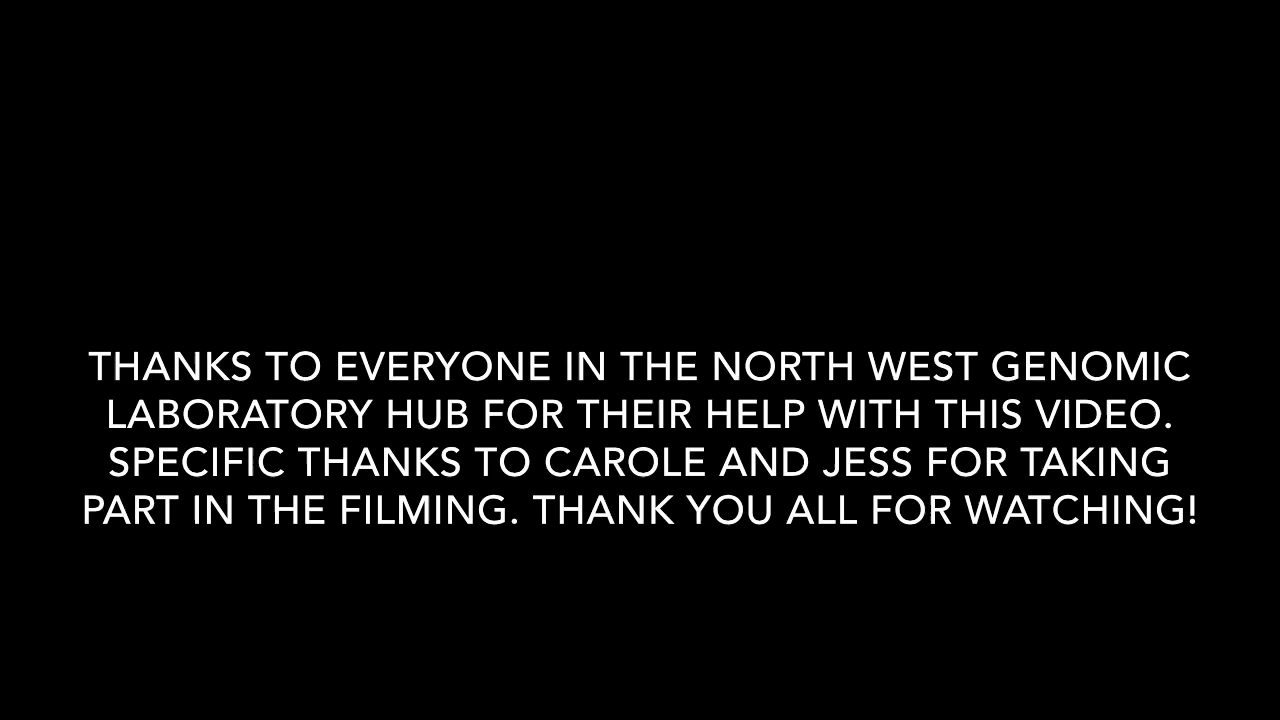 THANKS TO EVERYONE IN THE NORTH WEST GENOMIC
LABORATORY HUB FOR THEIR HELP WITH THIS VIDEO.
SPECIFIC THANKS TO CAROLE AND JESS FOR TAKING
PART IN THE FILMING. THANK YOU ALL FOR WATCHING!